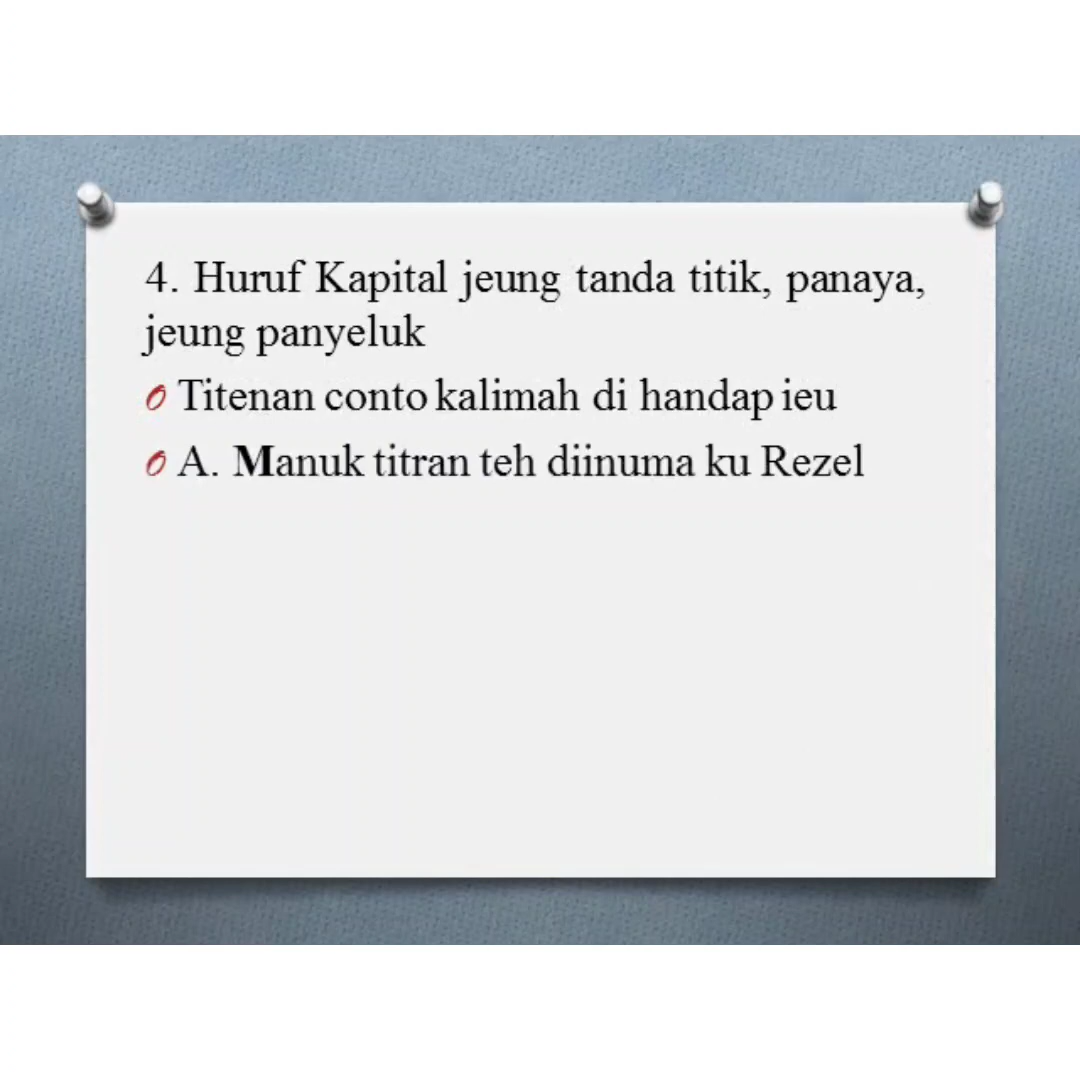 4. Huruf Kapital jeung tanda titik, panaya,
jeung panyeluk
Titenan conto kalimah di handap ieu
A. Manuk titran teh diinuma ku Rezel